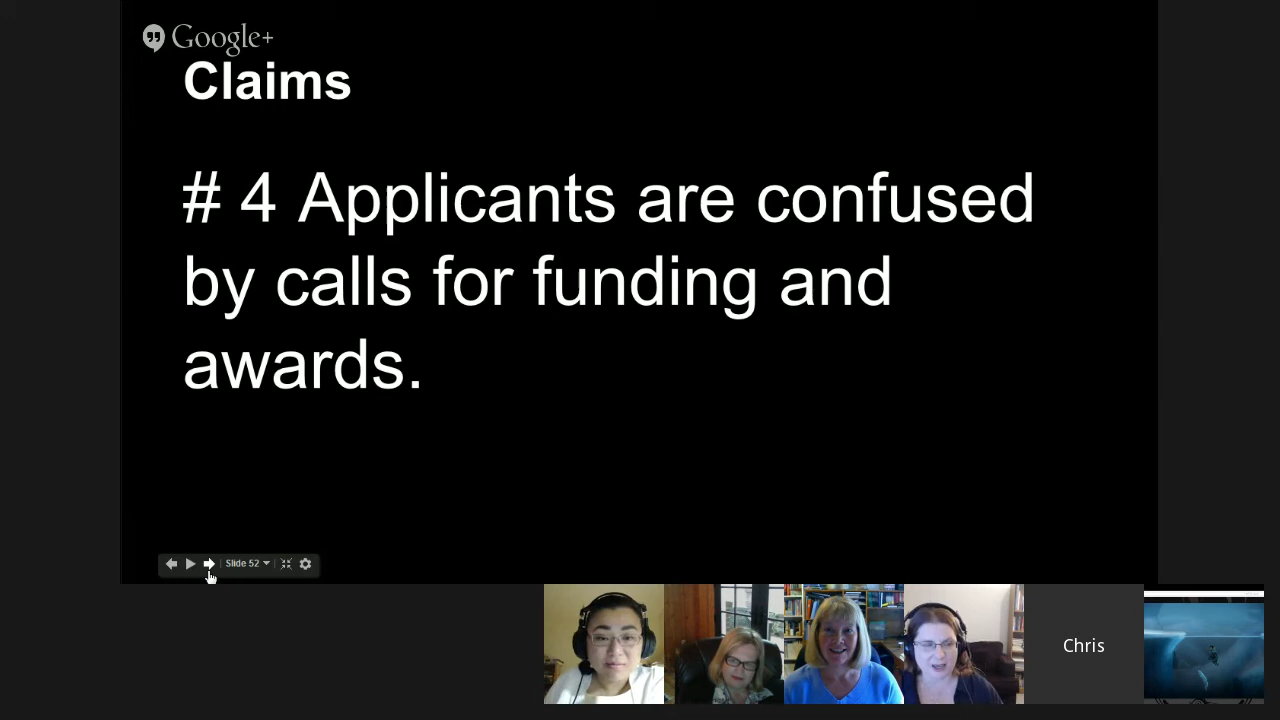 Google+
Claims
# 4 Applicants are confused
by calls for funding and
awards.
Slide 52
Chris